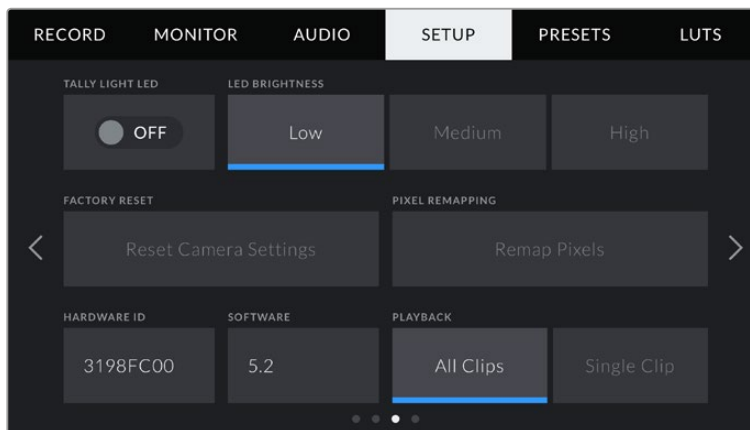 RECORD MONITOR AUDIO SETUP PRESETS LUTS
TALLY LIGHT LED LED BRIGHTNESS
OFF Low Medium High
FACTORY RESET PIXEL REMAPPING
Reset Camera Settings Remap Pixels
HARDWARE ID SOFTWARE PLAYBACK
3198FC00 5.2 All Clips Single Clip